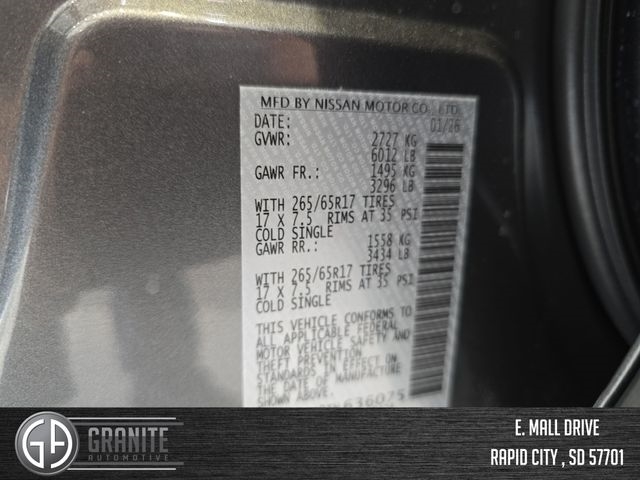 MFD BY NISSAN MOTOR CO., LTD.
DATE: 01/26
GVWR: 2727 KG
6012 LB
GAWR FR.: 1495 KG
3296 LB
WITH 265/65R17 TIRES
17 X 7.5 RIMS AT 35 PSI
COLD SINGLE
GAWR RR.: 1558 KG
3434 LB
WITH 265/65R17 TIRES
17 X 7.5 RIMS AT 35 PSI
COLD SINGLE
THIS VEHICLE CONFORMS TO
ALL APPLICABLE FEDERAL
MOTOR VEHICLE SAFETY AND
THEFT PREVENTION
STANDARDS IN EFFECT ON
THE DATE OF MANUFACTURE
SHOWN ABOVE.
636075
GA GRANITE
AUTOMOTIVE
E. MALL DRIVE
RAPID CITY , SD 57701